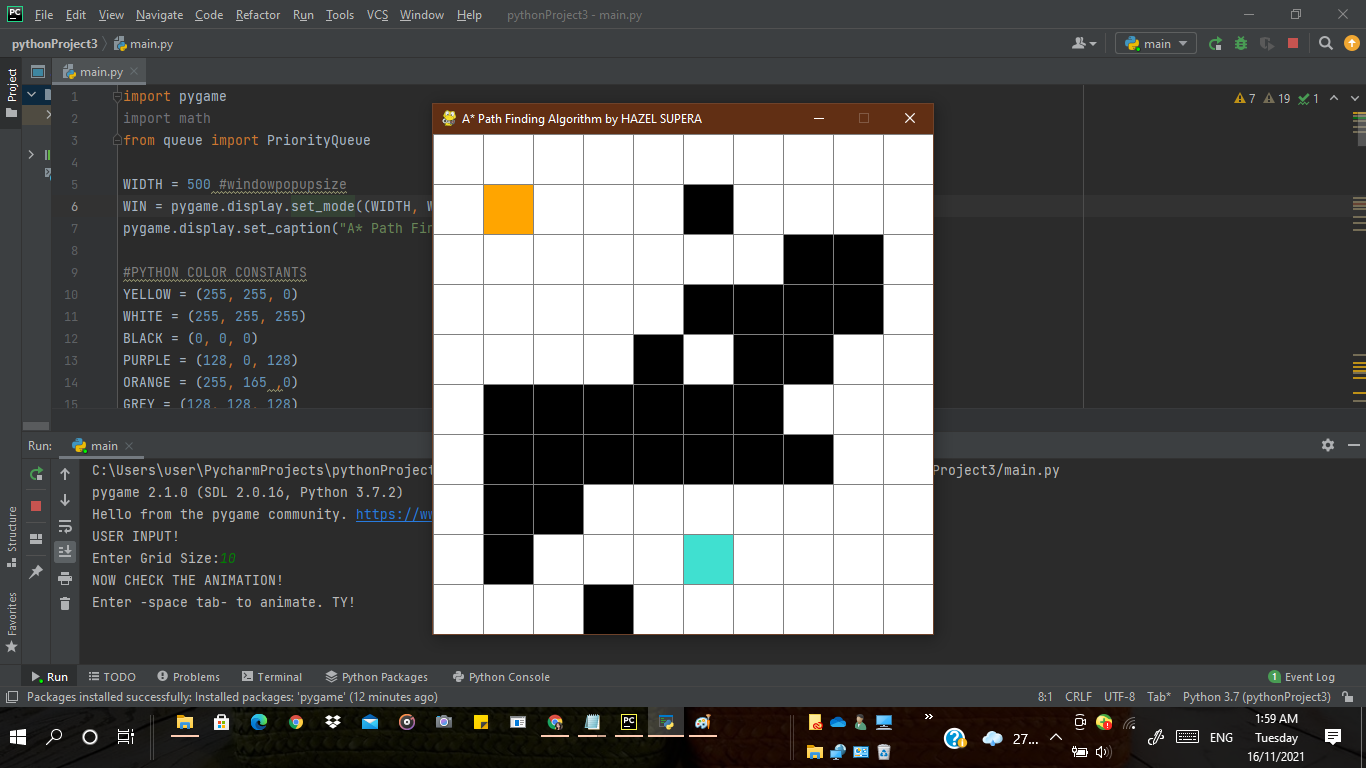 File Edit View Navigate Code Refactor Run Tools VCS Window Help pythonProject3 - main.py
pythonProject3 main.py main
Project
main.py
7 19 1
1 import pygame
2 import math
3 from queue import PriorityQueue
4
5 WIDTH = 500 #windowpopupsize
6 WIN = pygame.display.set_mode((WIDTH, W
7 pygame.display.set_caption("A* Path Fin
8
9 #PYTHON COLOR CONSTANTS
10 YELLOW = (255, 255, 0)
11 WHITE = (255, 255, 255)
12 BLACK = (0, 0, 0)
13 PURPLE = (128, 0, 128)
14 ORANGE = (255, 165 ,0)
15 GREY = (128, 128, 128)
A* Path Finding Algorithm by HAZEL SUPERA
Run: main
C:\Users\user\PycharmProjects\pythonProject
Project3/main.py
pygame 2.1.0 (SDL 2.0.16, Python 3.7.2)
Hello from the pygame community. https://ww
USER INPUT!
Enter Grid Size:10
NOW CHECK THE ANIMATION!
Enter -space tab- to animate. TY!
Structure
Favorites
Run TODO Problems Terminal Python Packages Python Console 1 Event Log
Packages installed successfully: Installed packages: 'pygame' (12 minutes ago) 8:1 CRLF UTF-8 Tab* Python 3.7 (pythonProject3)
PC
27... ENG
1:59 AM
Tuesday
16/11/2021